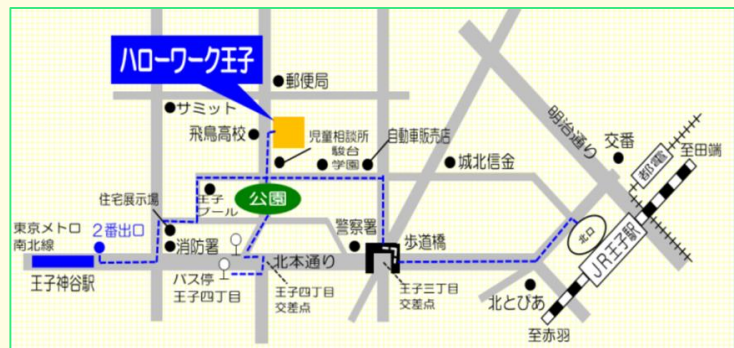 ハローワーク王子
郵便局
サミット
飛鳥高校
児童相談所
駿台
学園
自動車販売店
明治通り
交番
都電
至田端
城北信金
住宅展示場
王子
プール
公園
東京メトロ
南北線
2番出口
消防署
警察署
歩道橋
北口
JR王子駅
北本通り
王子神谷駅
バス停
王子四丁目
王子四丁目
交差点
王子三丁目
交差点
北とぴあ
至赤羽